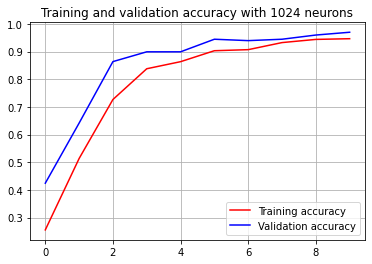 Training and validation accuracy with 1024 neurons
1.0
0.9
0.8
0.7
0.6
0.5
0.4
0.3
Training accuracy
Validation accuracy
0 2 4 6 8